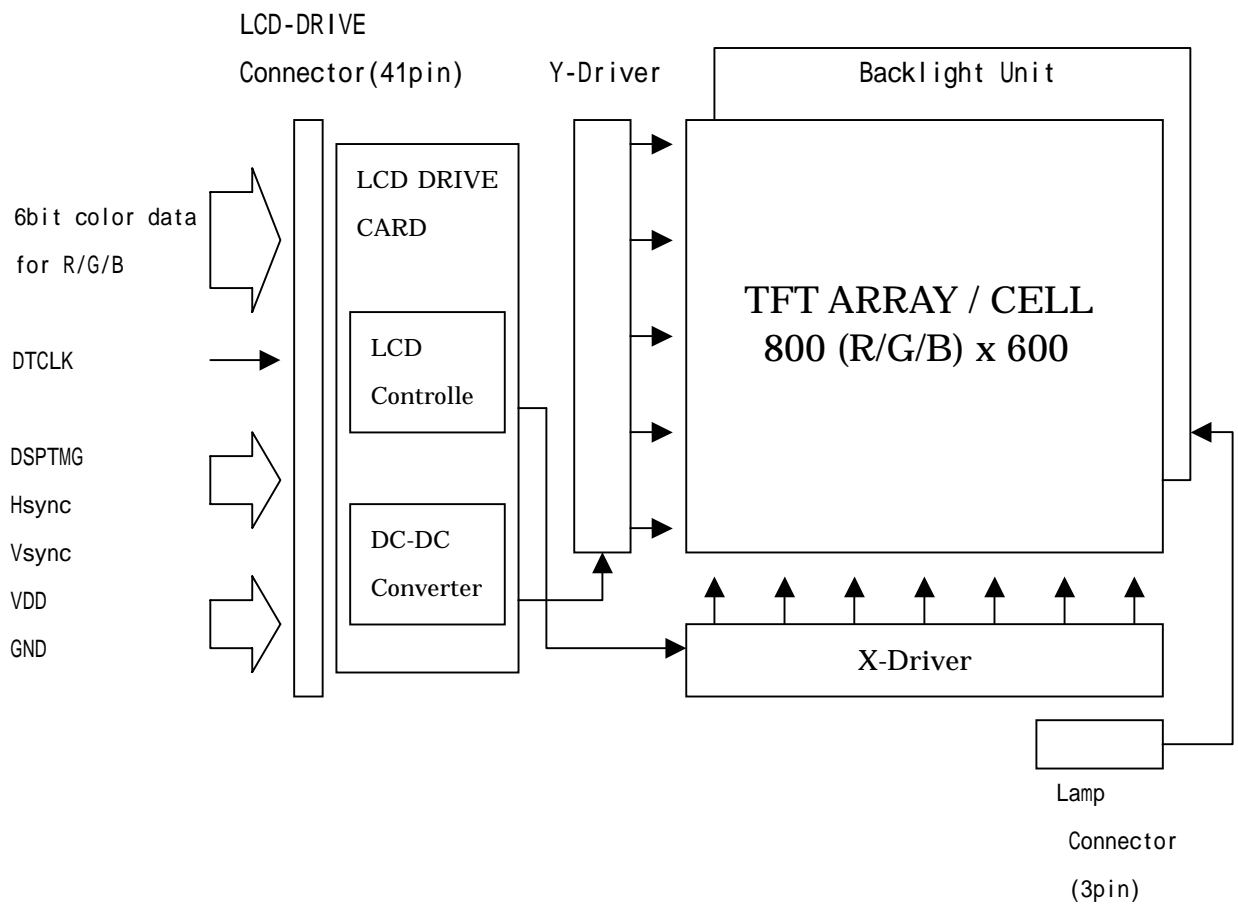 LCD-DRIVE
Connector(41pin)
Y-Driver
Backlight Unit
6bit color data
for R/G/B
DTCLK
DSPTMG
Hsync
Vsync
VDD
GND
LCD DRIVE
CARD
LCD
Controlle
DC-DC
Converter
TFT ARRAY / CELL
800 (R/G/B) x 600
X-Driver
Lamp
Connector
(3pin)